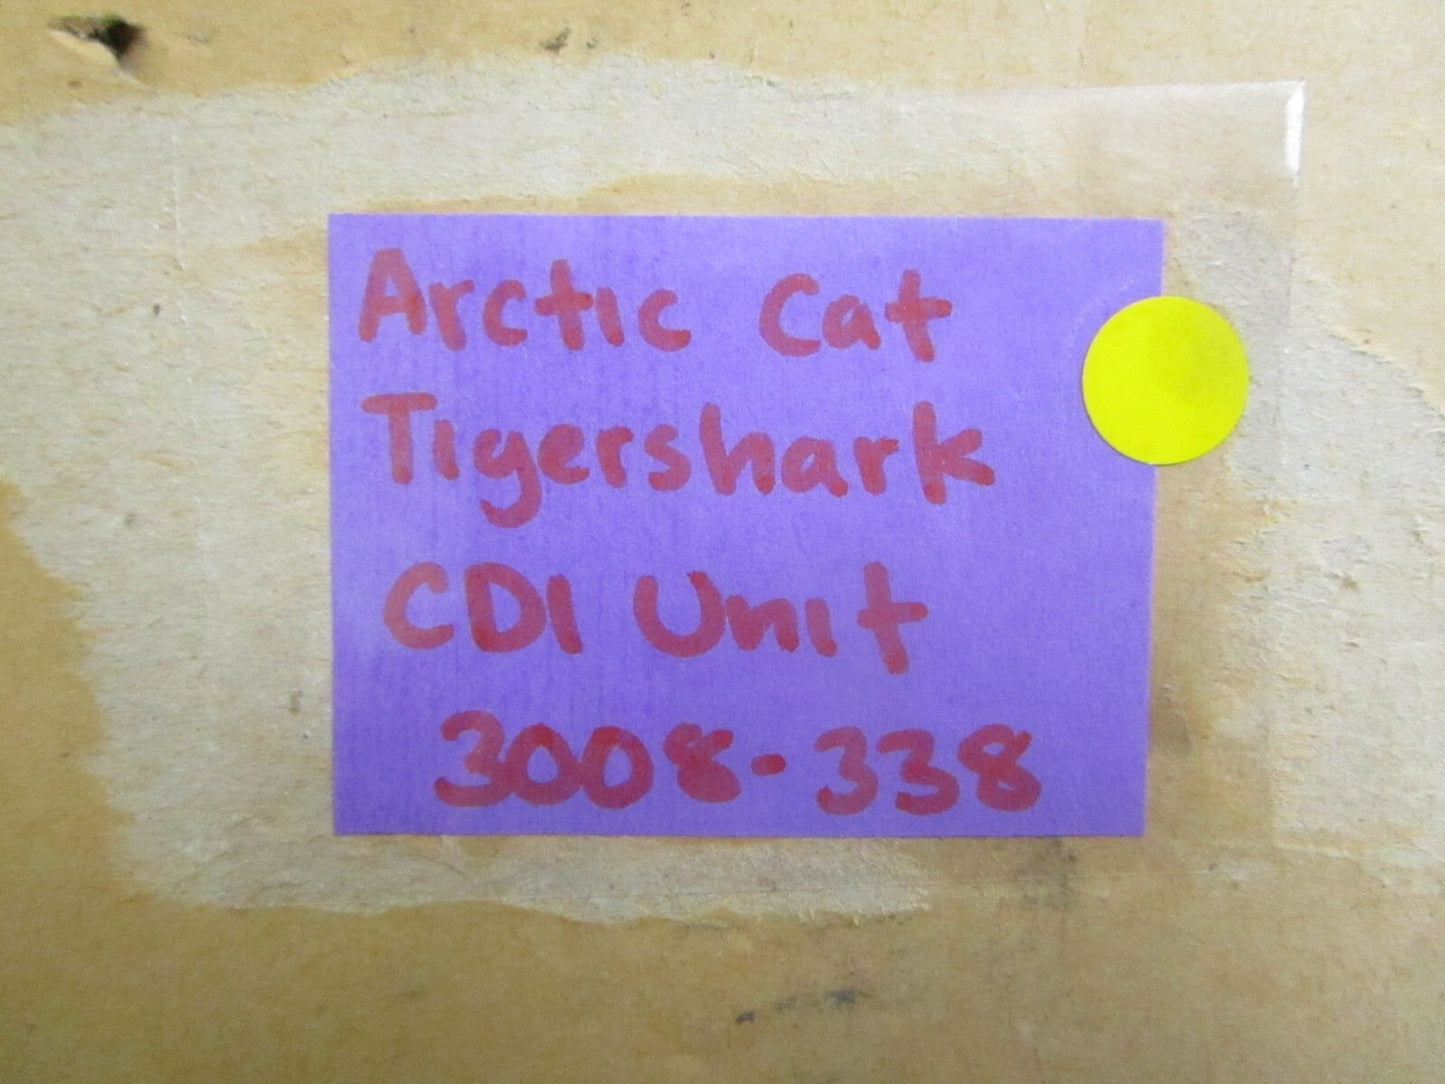 Arctic Cat
Tigershark
CDI Unit
3008-338